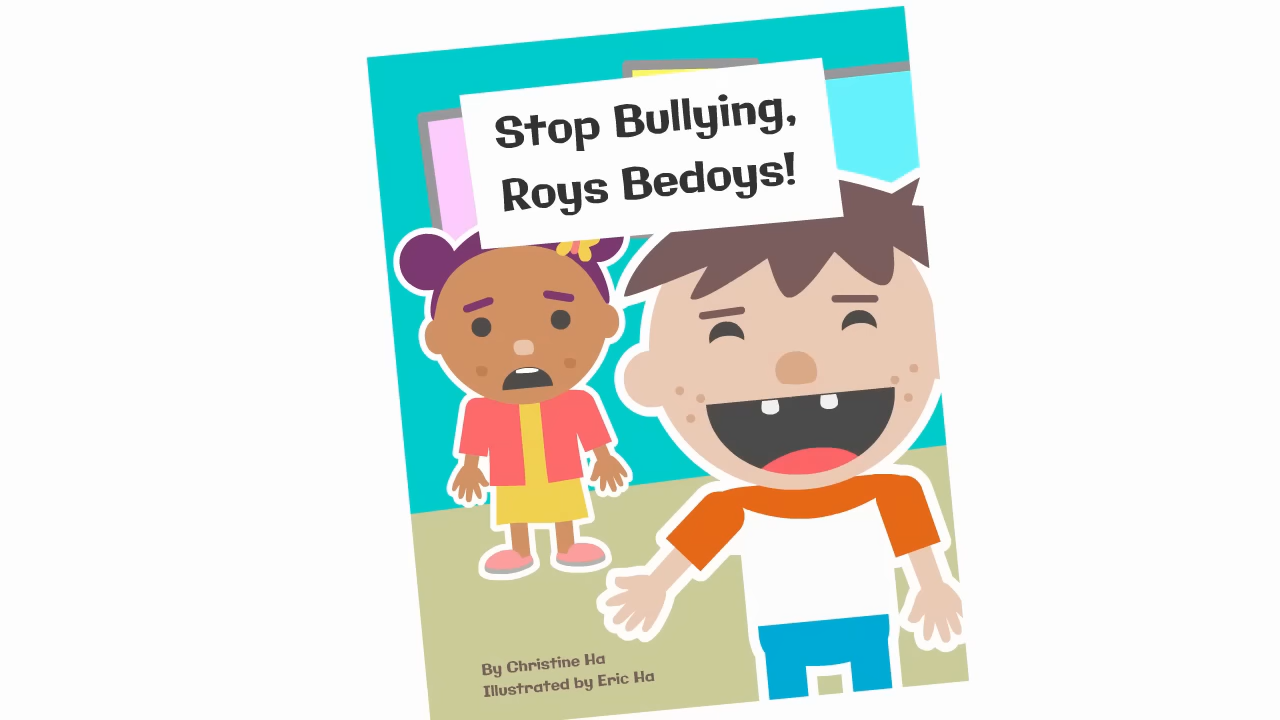 Stop Bullying,
Roys Bedoys!
By Christine Ha
Illustrated by Eric Ha